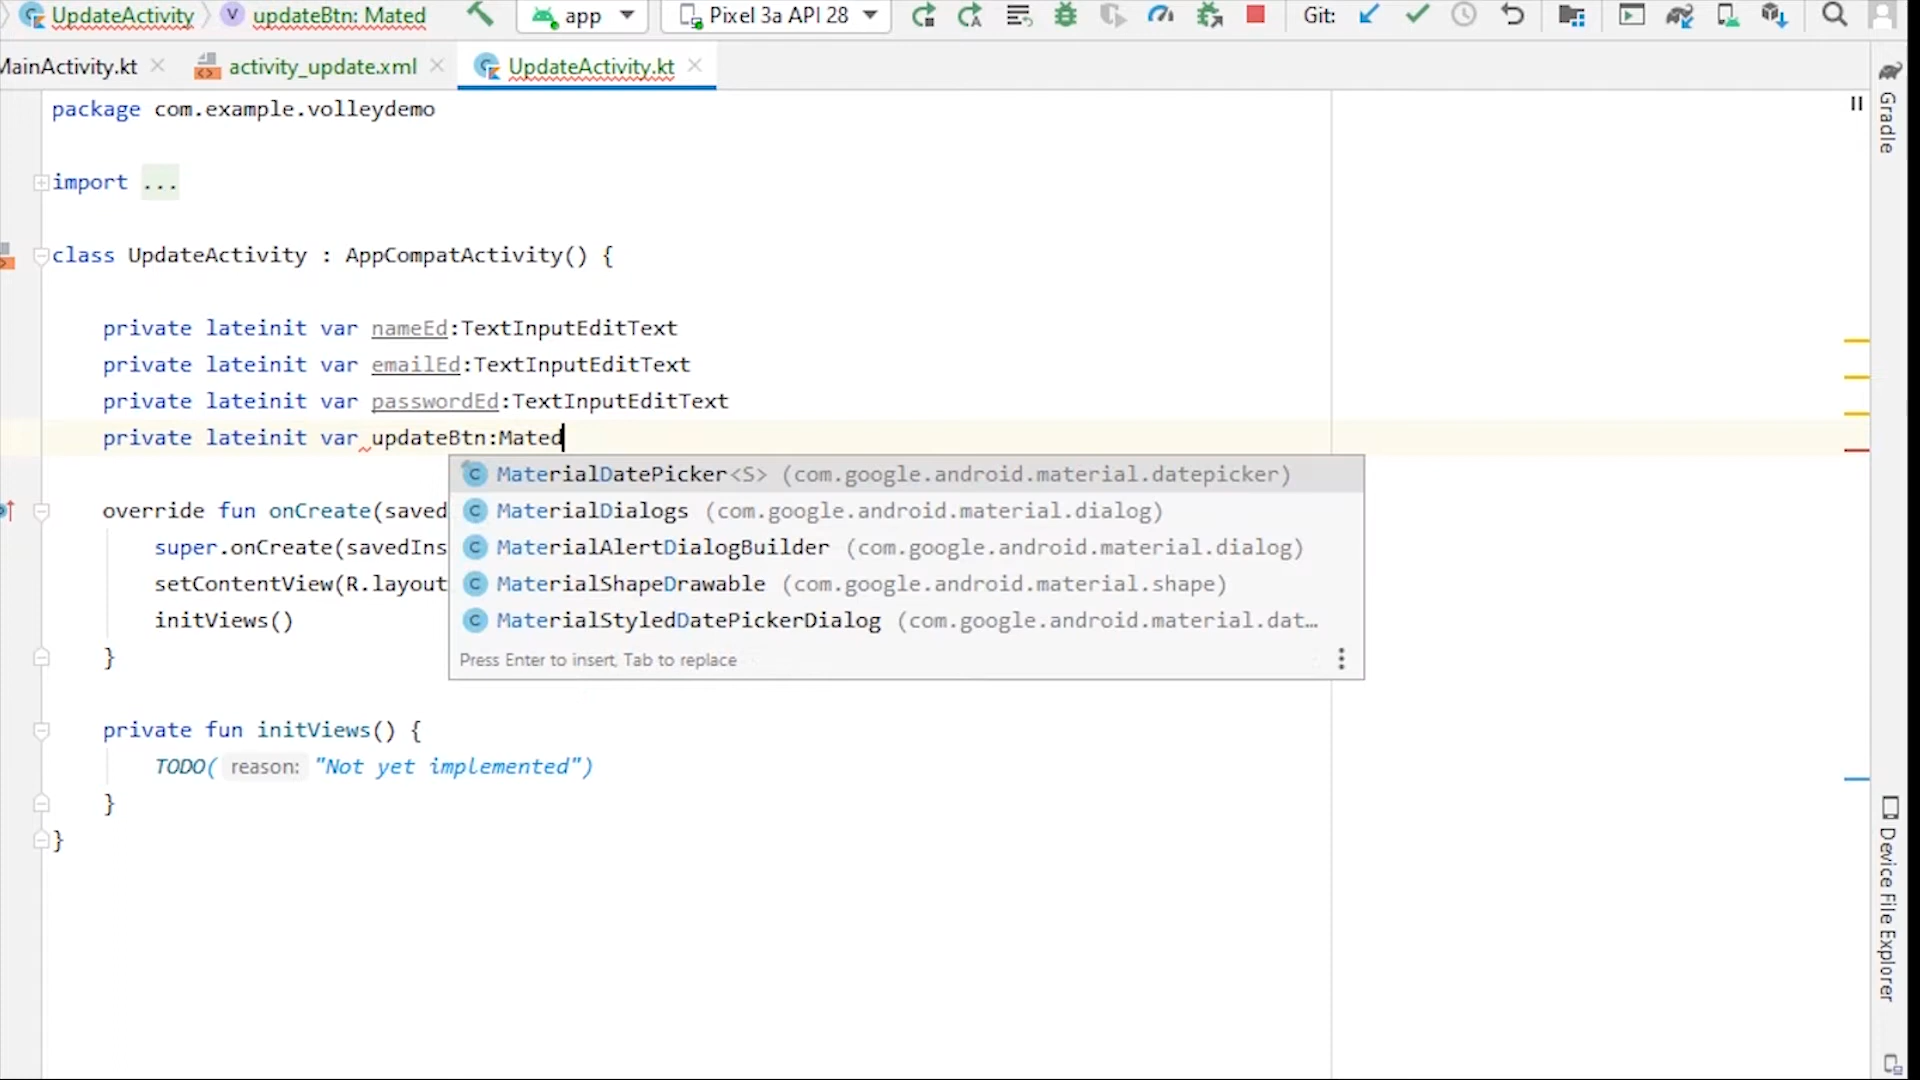 UpdateActivity V updateBtn: Mated app Pixel 3a API 28 Git:
MainActivity.kt activity_update.xml UpdateActivity.kt
Gradle
package com.example.volleydemo
import ...
class UpdateActivity : AppCompatActivity() {
private lateinit var nameEd:TextInputEditText
private lateinit var emailEd:TextInputEditText
private lateinit var passwordEd:TextInputEditText
private lateinit var updateBtn:Mated
C MaterialDatePicker<S> (com.google.android.material.datepicker)
C MaterialDialogs (com.google.android.material.dialog)
C MaterialAlertDialogBuilder (com.google.android.material.dialog)
C MaterialShapeDrawable (com.google.android.material.shape)
C MaterialStyledDatePickerDialog (com.google.android.material.dat…
Press Enter to insert, Tab to replace
override fun onCreate(saved
super.onCreate(savedIns
setContentView(R.layout
initViews()
}
private fun initViews() {
TODO( reason: "Not yet implemented")
}
}
Device File Explorer